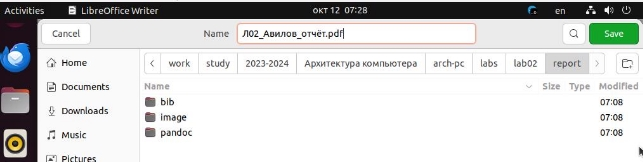 Activities LibreOffice Writer окт 12 07:28 en
Cancel Name Л02_Авилов_отчёт.pdf Save
Home work study 2023-2024 Архитектура компьютера arch-pc labs lab02 report
Documents Name Size Type Modified
bib 07:08
Downloads
image 07:08
Music pandoc 07:08
Pictures